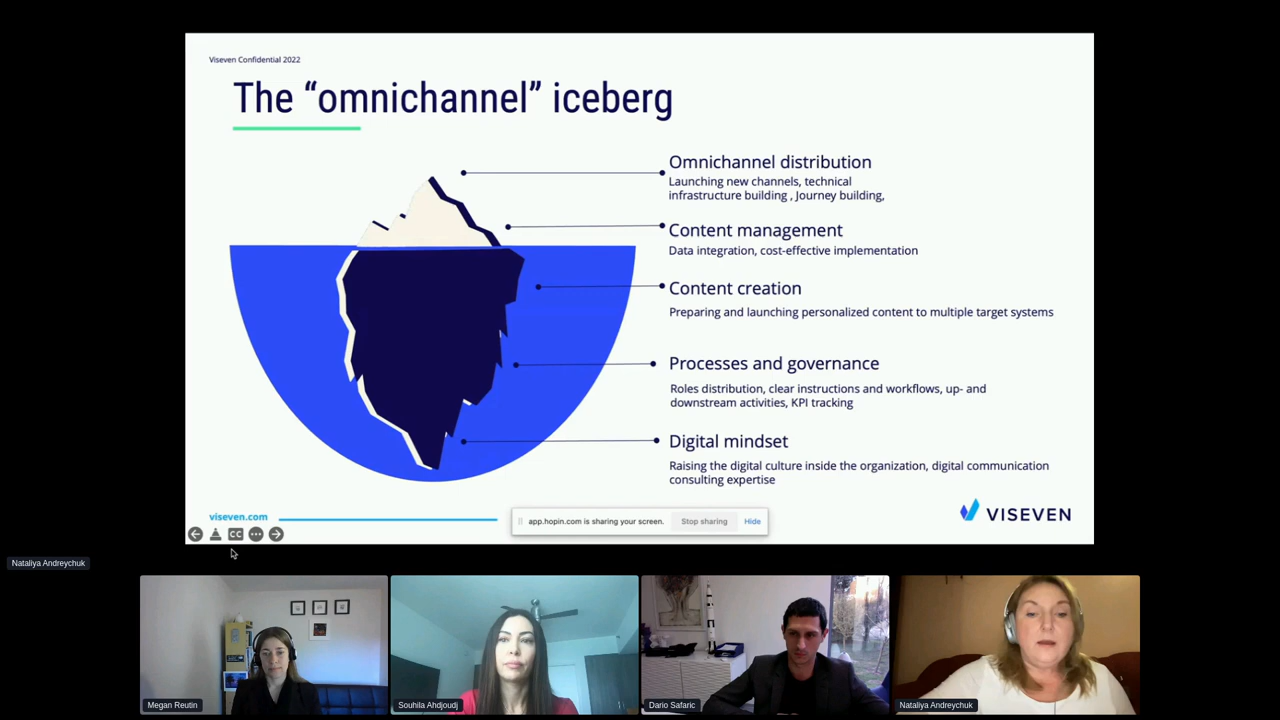 Viseven Confidential 2022
The “omnichannel” iceberg
Omnichannel distribution
Launching new channels, technical
infrastructure building , Journey building,
Content management
Data integration, cost-effective implementation
Content creation
Preparing and launching personalized content to multiple target systems
Processes and governance
Roles distribution, clear instructions and workflows, up- and
downstream activities, KPI tracking
Digital mindset
Raising the digital culture inside the organization, digital communication
consulting expertise
viseven.com
app.hopin.com is sharing your screen.
Stop sharing
Hide
VISEVEN
CC
Nataliya Andreychuk
Megan Reutin
Souhila Ahdjoudj
Dario Safaric
Nataliya Andreychuk